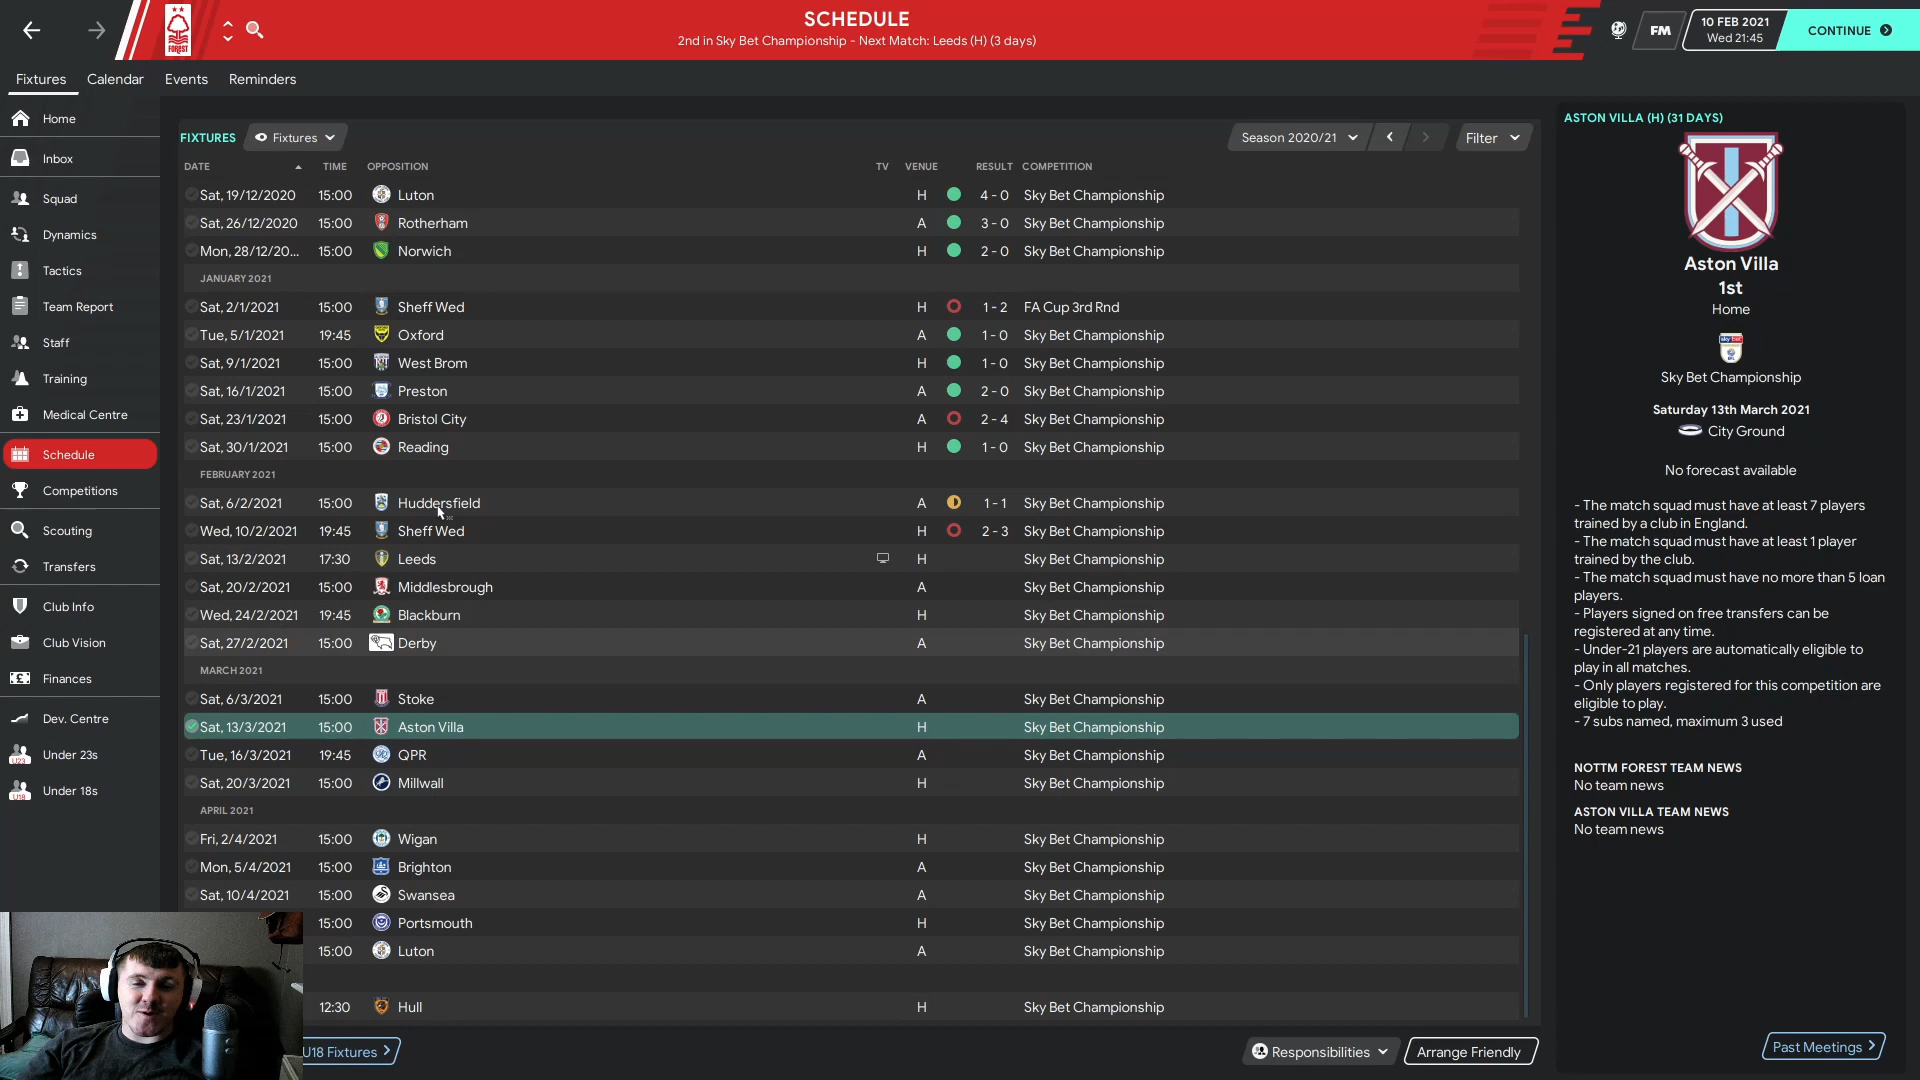 SCHEDULE
2nd in Sky Bet Championship - Next Match: Leeds (H) (3 days)
FOREST
FM
10 FEB 2021
Wed 21:45
CONTINUE
Fixtures
Calendar
Events
Reminders
Home
Inbox
Squad
Dynamics
Tactics
Team Report
Staff
Training
Medical Centre
Schedule
Competitions
Scouting
Transfers
Club Info
Club Vision
Finances
Dev. Centre
Under 23s
Under 18s
U23
U18
FIXTURES
Fixtures
Season 2020/21
Filter
DATE TIME OPPOSITION TV VENUE RESULT COMPETITION
Sat, 19/12/2020 15:00 Luton H 4 - 0 Sky Bet Championship
Sat, 26/12/2020 15:00 Rotherham A 3 - 0 Sky Bet Championship
Mon, 28/12/20... 15:00 Norwich H 2 - 0 Sky Bet Championship
JANUARY 2021
Sat, 2/1/2021 15:00 Sheff Wed H 1 - 2 FA Cup 3rd Rnd
Tue, 5/1/2021 19:45 Oxford A 1 - 0 Sky Bet Championship
Sat, 9/1/2021 15:00 West Brom H 1 - 0 Sky Bet Championship
Sat, 16/1/2021 15:00 Preston A 2 - 0 Sky Bet Championship
Sat, 23/1/2021 15:00 Bristol City A 2 - 4 Sky Bet Championship
Sat, 30/1/2021 15:00 Reading H 1 - 0 Sky Bet Championship
FEBRUARY 2021
Sat, 6/2/2021 15:00 Huddersfield A 1 - 1 Sky Bet Championship
Wed, 10/2/2021 19:45 Sheff Wed H 2 - 3 Sky Bet Championship
Sat, 13/2/2021 17:30 Leeds H Sky Bet Championship
Sat, 20/2/2021 15:00 Middlesbrough A Sky Bet Championship
Wed, 24/2/2021 19:45 Blackburn H Sky Bet Championship
Sat, 27/2/2021 15:00 Derby A Sky Bet Championship
MARCH 2021
Sat, 6/3/2021 15:00 Stoke A Sky Bet Championship
Sat, 13/3/2021 15:00 Aston Villa H Sky Bet Championship
Tue, 16/3/2021 19:45 QPR A Sky Bet Championship
Sat, 20/3/2021 15:00 Millwall H Sky Bet Championship
APRIL 2021
Fri, 2/4/2021 15:00 Wigan H Sky Bet Championship
Mon, 5/4/2021 15:00 Brighton A Sky Bet Championship
Sat, 10/4/2021 15:00 Swansea A Sky Bet Championship
15:00 Portsmouth H Sky Bet Championship
15:00 Luton A Sky Bet Championship
12:30 Hull H Sky Bet Championship
U18 Fixtures
Responsibilities
Arrange Friendly
ASTON VILLA (H) (31 DAYS)
Aston Villa
1st
Home
sky bet
EFL
Sky Bet Championship
Saturday 13th March 2021
City Ground
No forecast available
- The match squad must have at least 7 players
trained by a club in England.
- The match squad must have at least 1 player
trained by the club.
- The match squad must have no more than 5 loan
players.
- Players signed on free transfers can be
registered at any time.
- Under-21 players are automatically eligible to
play in all matches.
- Only players registered for this competition are
eligible to play.
- 7 subs named, maximum 3 used
NOTTM FOREST TEAM NEWS
No team news
ASTON VILLA TEAM NEWS
No team news
Past Meetings